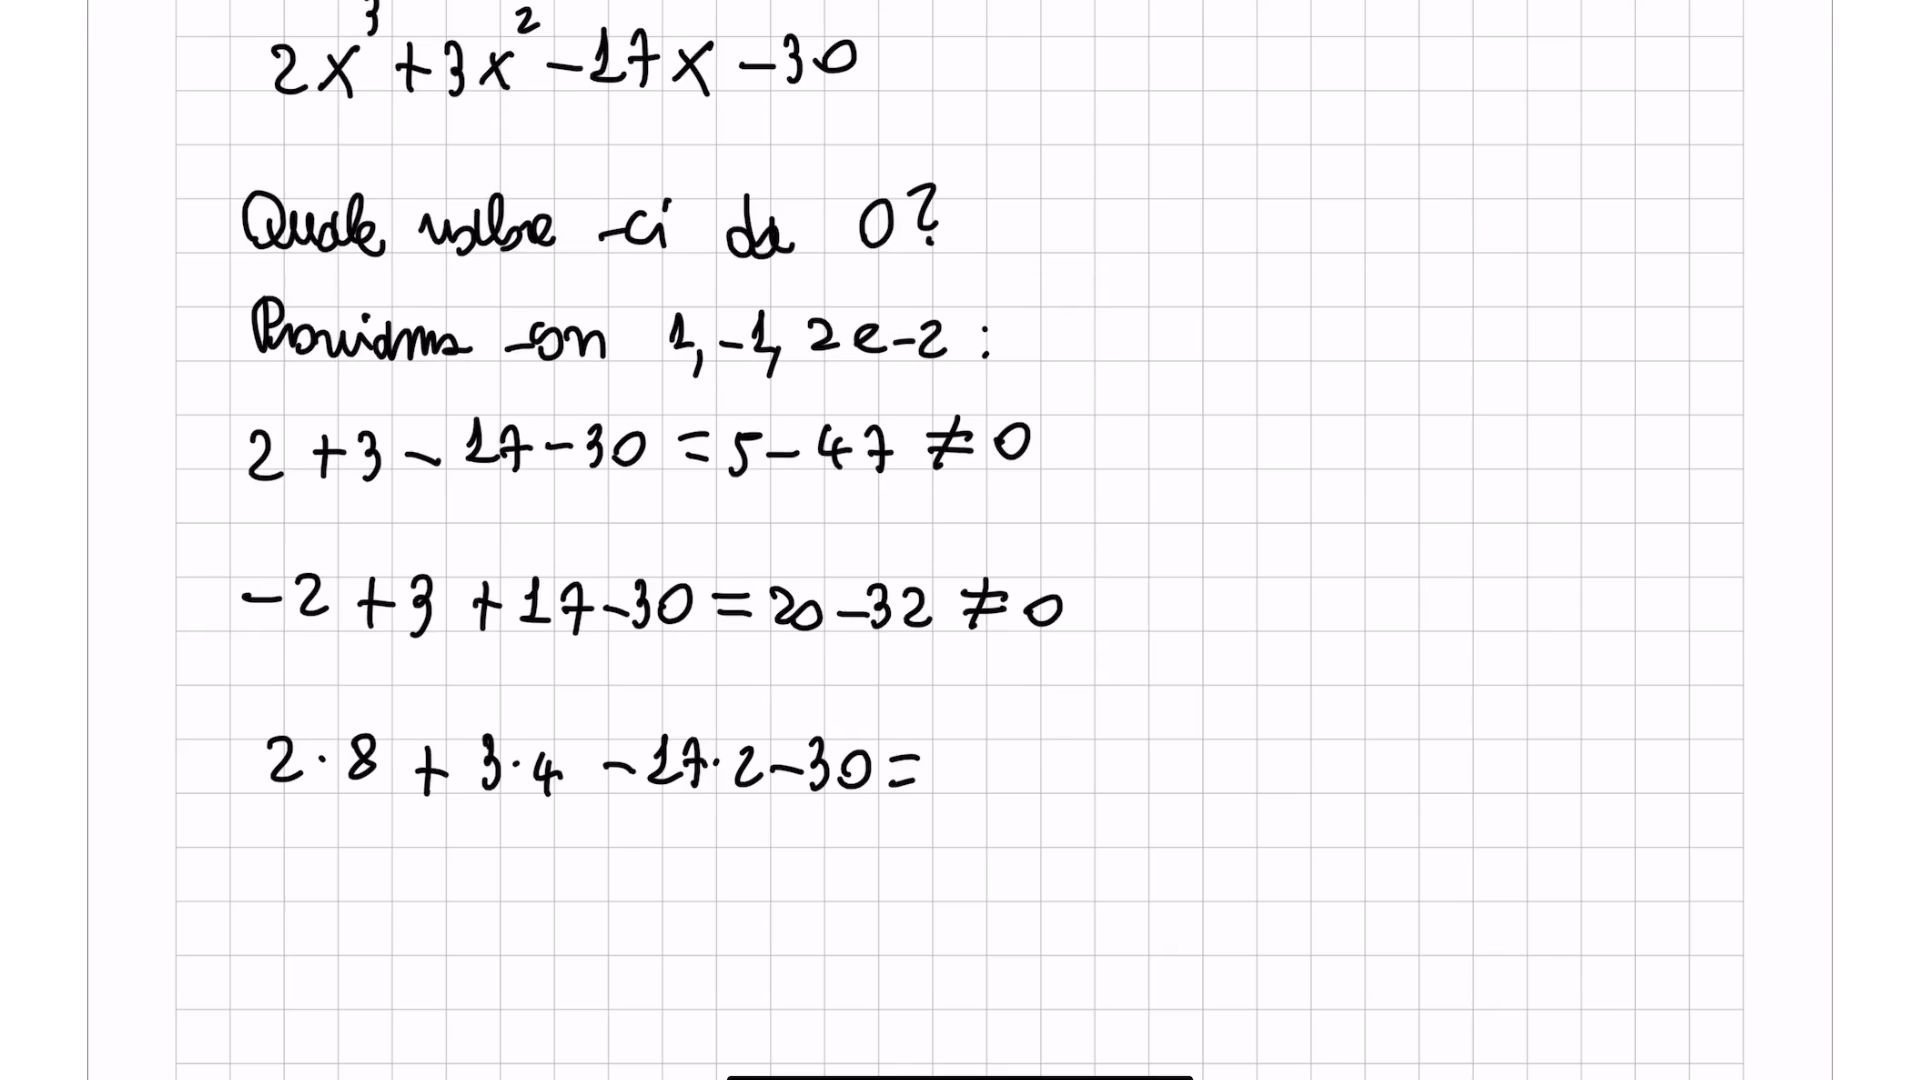 2x³ + 3x² - 17x - 30
Quale valore ci da 0?
Proviamo con 1, -1, 2 e -2 :
2 + 3 - 17 - 30 = 5 - 47 ≠ 0
-2 + 3 + 17 - 30 = 20 - 32 ≠ 0
2 · 8 + 3 · 4 - 17 · 2 - 30 =